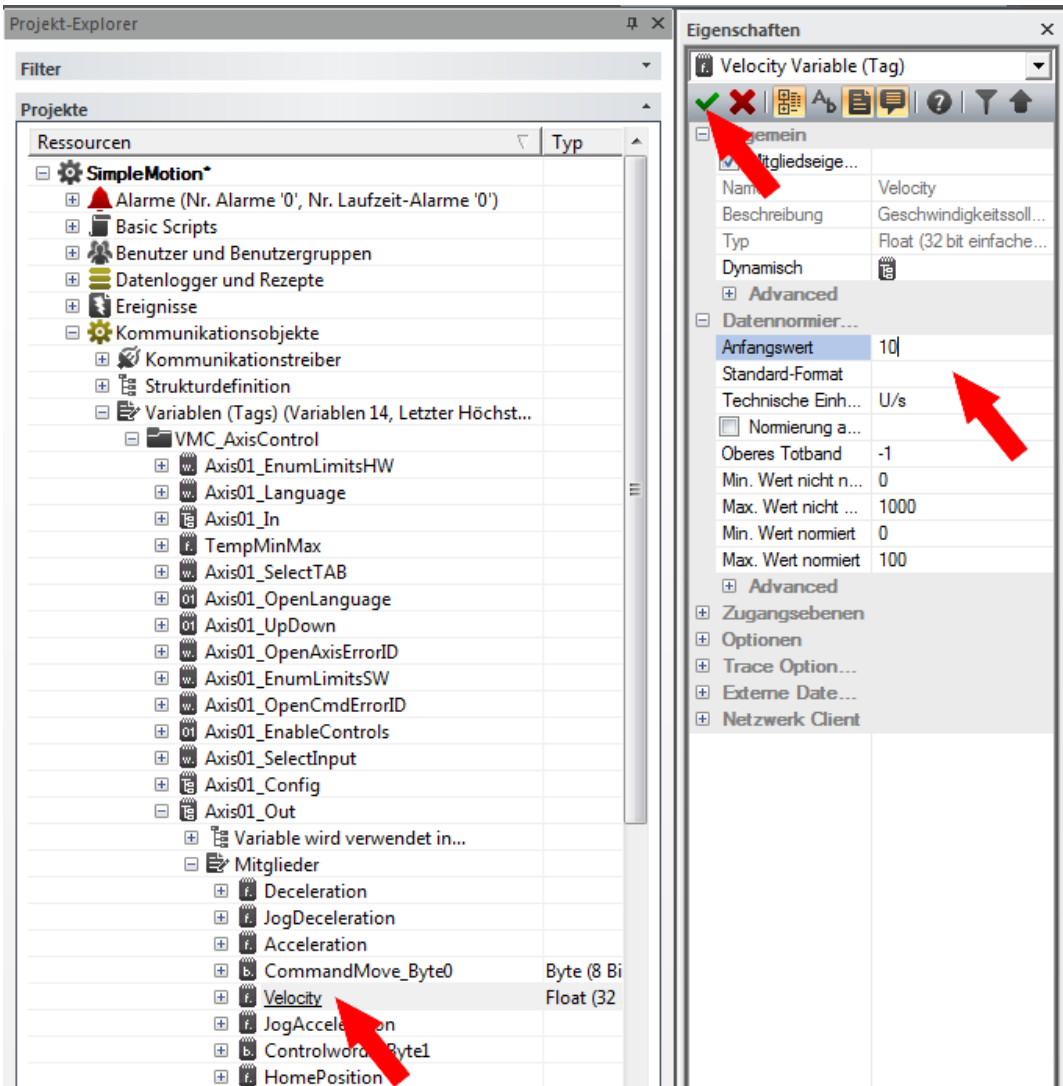 Projekt-Explorer
Filter
Projekte
Ressourcen Typ
SimpleMotion*
Alarme (Nr. Alarme '0', Nr. Laufzeit-Alarme '0')
Basic Scripts
Benutzer und Benutzergruppen
Datenlogger und Rezepte
Ereignisse
Kommunikationsobjekte
Kommunikationstreiber
Strukturdefinition
Variablen (Tags) (Variablen 14, Letzter Höchst...
VMC_AxisControl
Axis01_EnumLimitsHW
Axis01_Language
Axis01_In
TempMinMax
Axis01_SelectTAB
Axis01_OpenLanguage
Axis01_UpDown
Axis01_OpenAxisErrorID
Axis01_EnumLimitsSW
Axis01_OpenCmdErrorID
Axis01_EnableControls
Axis01_SelectInput
Axis01_Config
Axis01_Out
Variable wird verwendet in...
Mitglieder
Deceleration
JogDeceleration
Acceleration
CommandMove_Byte0 Byte (8 Bi
Velocity Float (32
JogAcceleration
Controlword_Byte1
HomePosition
Eigenschaften
Velocity Variable (Tag)
Allgemein
Mitgliedseige...
Name Velocity
Beschreibung Geschwindigkeitssoll...
Typ Float (32 bit einfache...
Dynamisch
Advanced
Datennormier...
Anfangswert 10
Standard-Format
Technische Einh... U/s
Normierung a...
Oberes Totband -1
Min. Wert nicht n... 0
Max. Wert nicht ... 1000
Min. Wert normiert 0
Max. Wert normiert 100
Advanced
Zugangsebenen
Optionen
Trace Option...
Externe Date...
Netzwerk Client